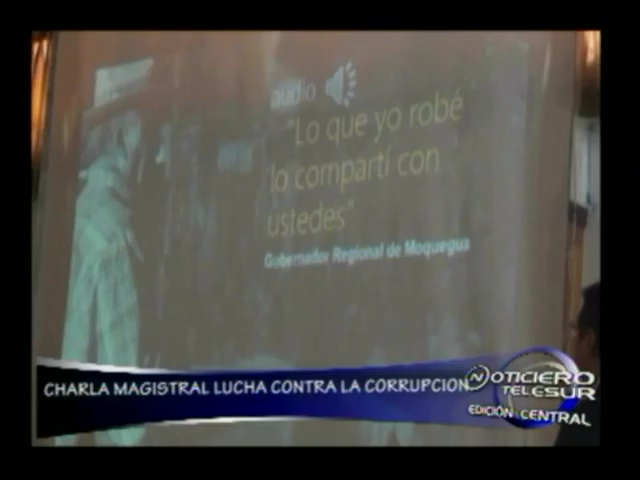 audio
"Lo que yo robé
lo compartí con
ustedes"
Gobernador Regional de Moquegua
CHARLA MAGISTRAL LUCHA CONTRA LA CORRUPCION
NOTICIERO
TELESUR
EDICIÓN CENTRAL